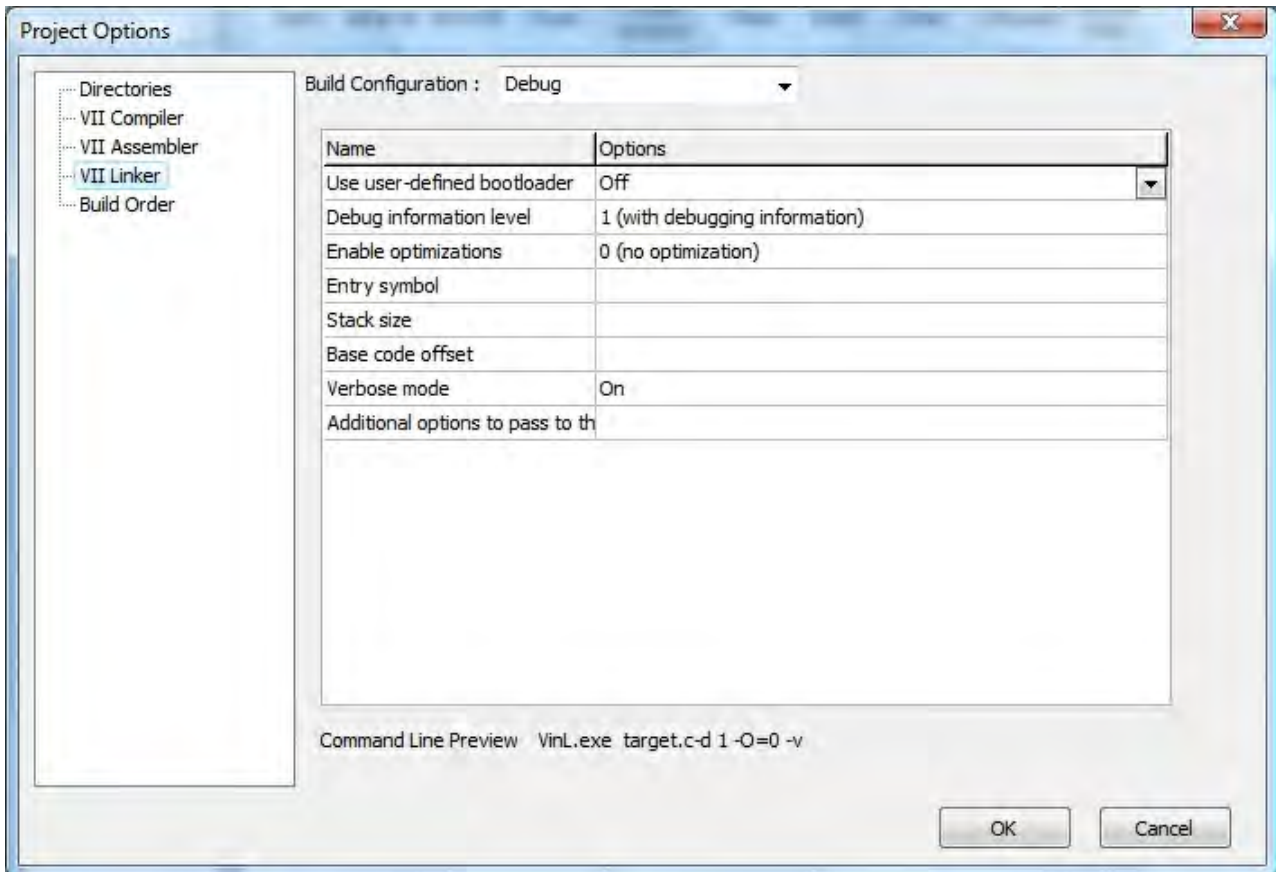 Project Options
Directories
VII Compiler
VII Assembler
VII Linker
Build Order
Build Configuration : Debug
Name Options
Use user-defined bootloader Off
Debug information level 1 (with debugging information)
Enable optimizations 0 (no optimization)
Entry symbol
Stack size
Base code offset
Verbose mode On
Additional options to pass to th
Command Line Preview VinL.exe target.c-d 1 -O=0 -v
OK Cancel